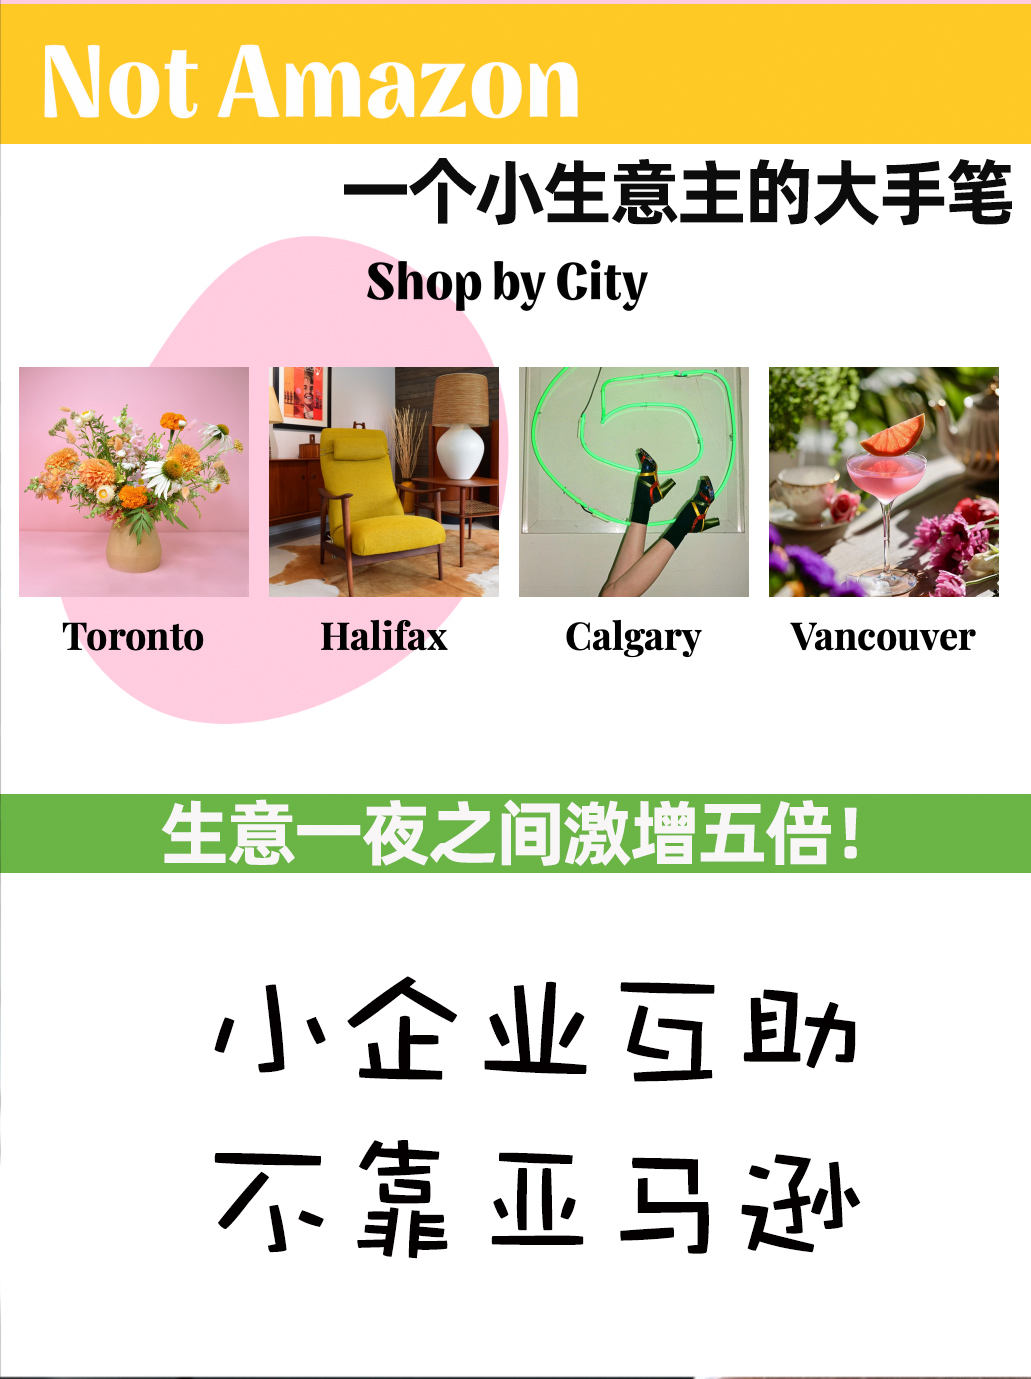 Not Amazon
一个小生意主的大手笔
Shop by City
Toronto Halifax Calgary Vancouver
生意一夜之间激增五倍！
小企业互助
不靠亚马逊